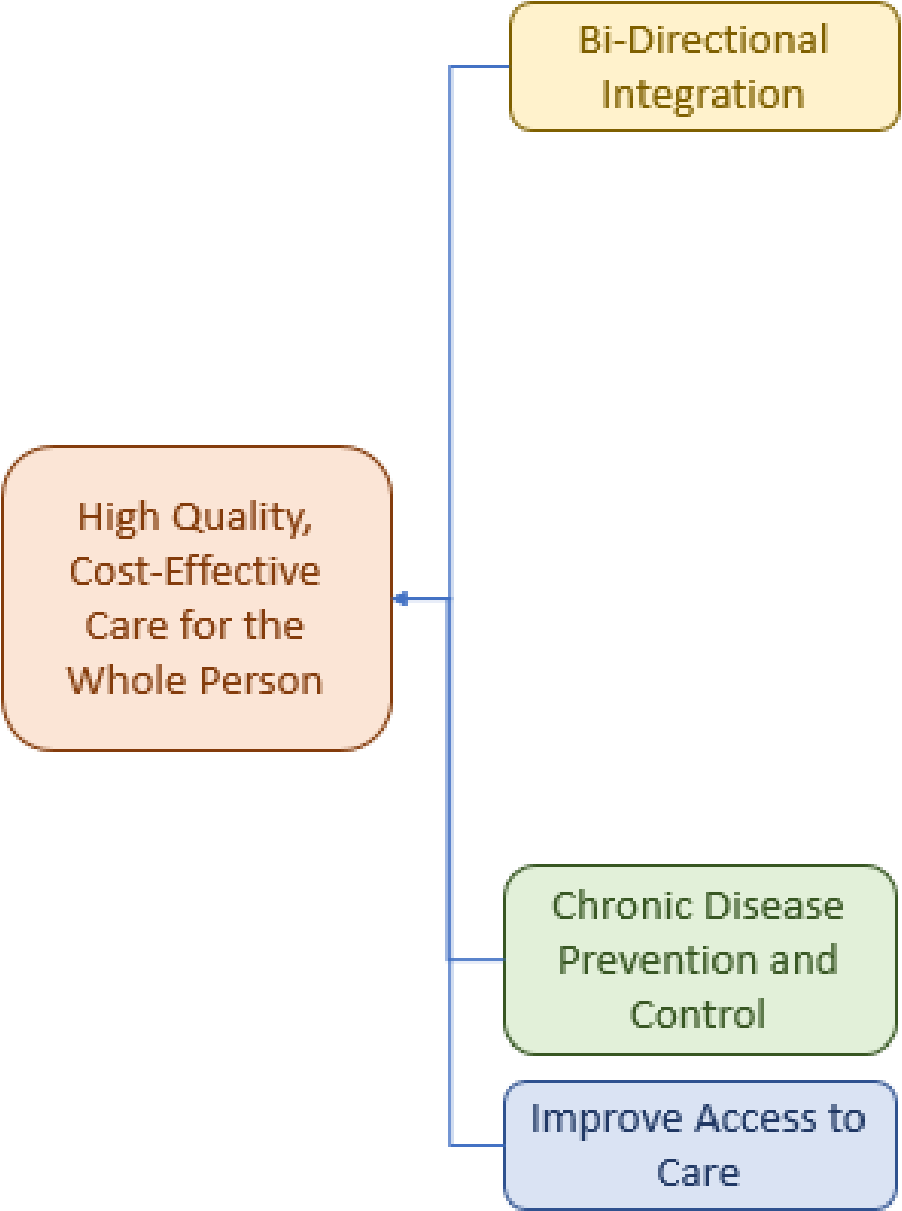 Bi-Directional
Integration
High Quality,
Cost-Effective
Care for the
Whole Person
Chronic Disease
Prevention and
Control
Improve Access to
Care